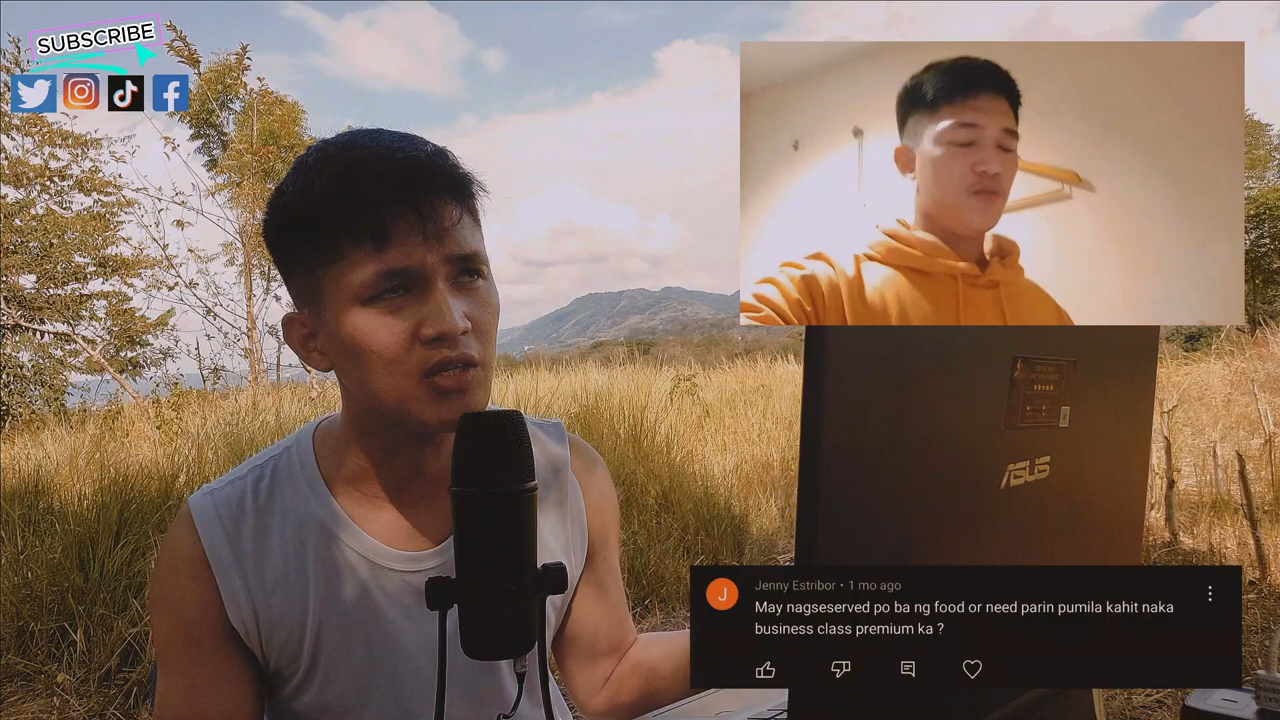 SUBSCRIBE
ASUS
Jenny Estribor • 1 mo ago
J
May nagseserved po ba ng food or need parin pumila kahit naka
business class premium ka ?